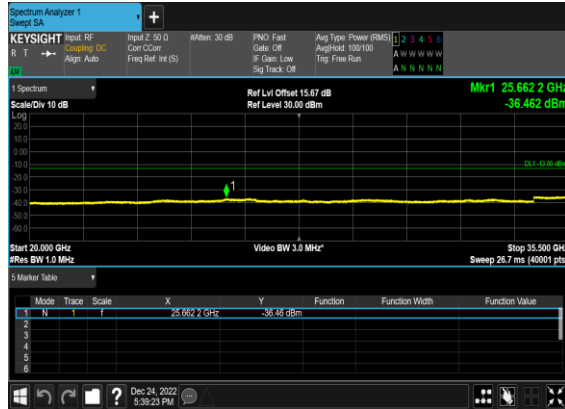 Spectrum Analyzer 1
Swept SA
+
KEYSIGHT
R T
Input: RF
Coupling: DC
Align: Auto
Input Z: 50 Ω
Corr CCorr
Freq Ref: Int (S)
#Atten: 30 dB
PNO: Fast
Gate: Off
IF Gain: Low
Sig Track: Off
Avg Type: Power (RMS)
Avg|Hold: 100/100
Trig: Free Run
1 2 3 4 5 6
A W W W W W
A N N N N N
1 Spectrum
Scale/Div 10 dB
Ref Lvl Offset 15.67 dB
Ref Level 30.00 dBm
Mkr1 25.662 2 GHz
-36.462 dBm
Log
20.0
10.0
0.00
-10.0
-20.0
-30.0
-40.0
-50.0
-60.0
DL1 -13.00 dBm
1
Start 20.000 GHz
#Res BW 1.0 MHz
Video BW 3.0 MHz*
Stop 35.500 GHz
Sweep 26.7 ms (40001 pts)
5 Marker Table
Mode Trace Scale X Y Function Function Width Function Value
1 N 1 f 25.662 2 GHz -36.46 dBm
2
3
4
5
6
? Dec 24, 2022
5:39:23 PM